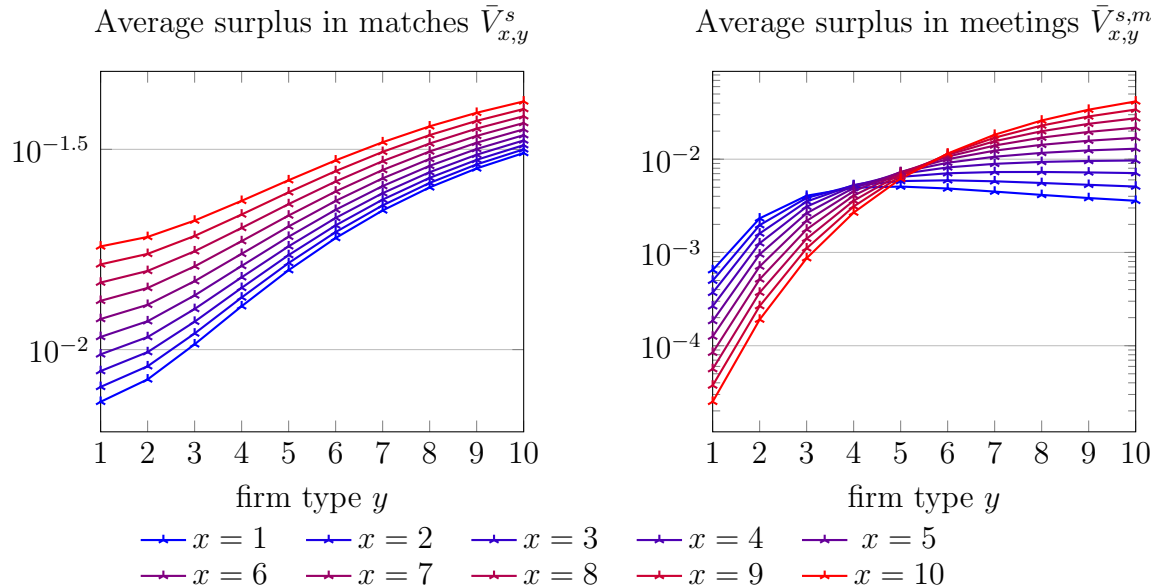 Average surplus in matches $\bar{V}^{s}_{x,y}$
Average surplus in meetings $\bar{V}^{s,m}_{x,y}$
10^{-1.5}
10^{-2}
1 2 3 4 5 6 7 8 9 10
firm type y
10^{-2}
10^{-3}
10^{-4}
1 2 3 4 5 6 7 8 9 10
firm type y
x = 1 x = 2 x = 3 x = 4 x = 5
x = 6 x = 7 x = 8 x = 9 x = 10